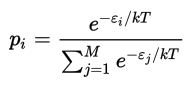 $p_i = \frac{e^{-\varepsilon_i/kT}}{\sum_{j=1}^{M} e^{-\varepsilon_j/kT}}$